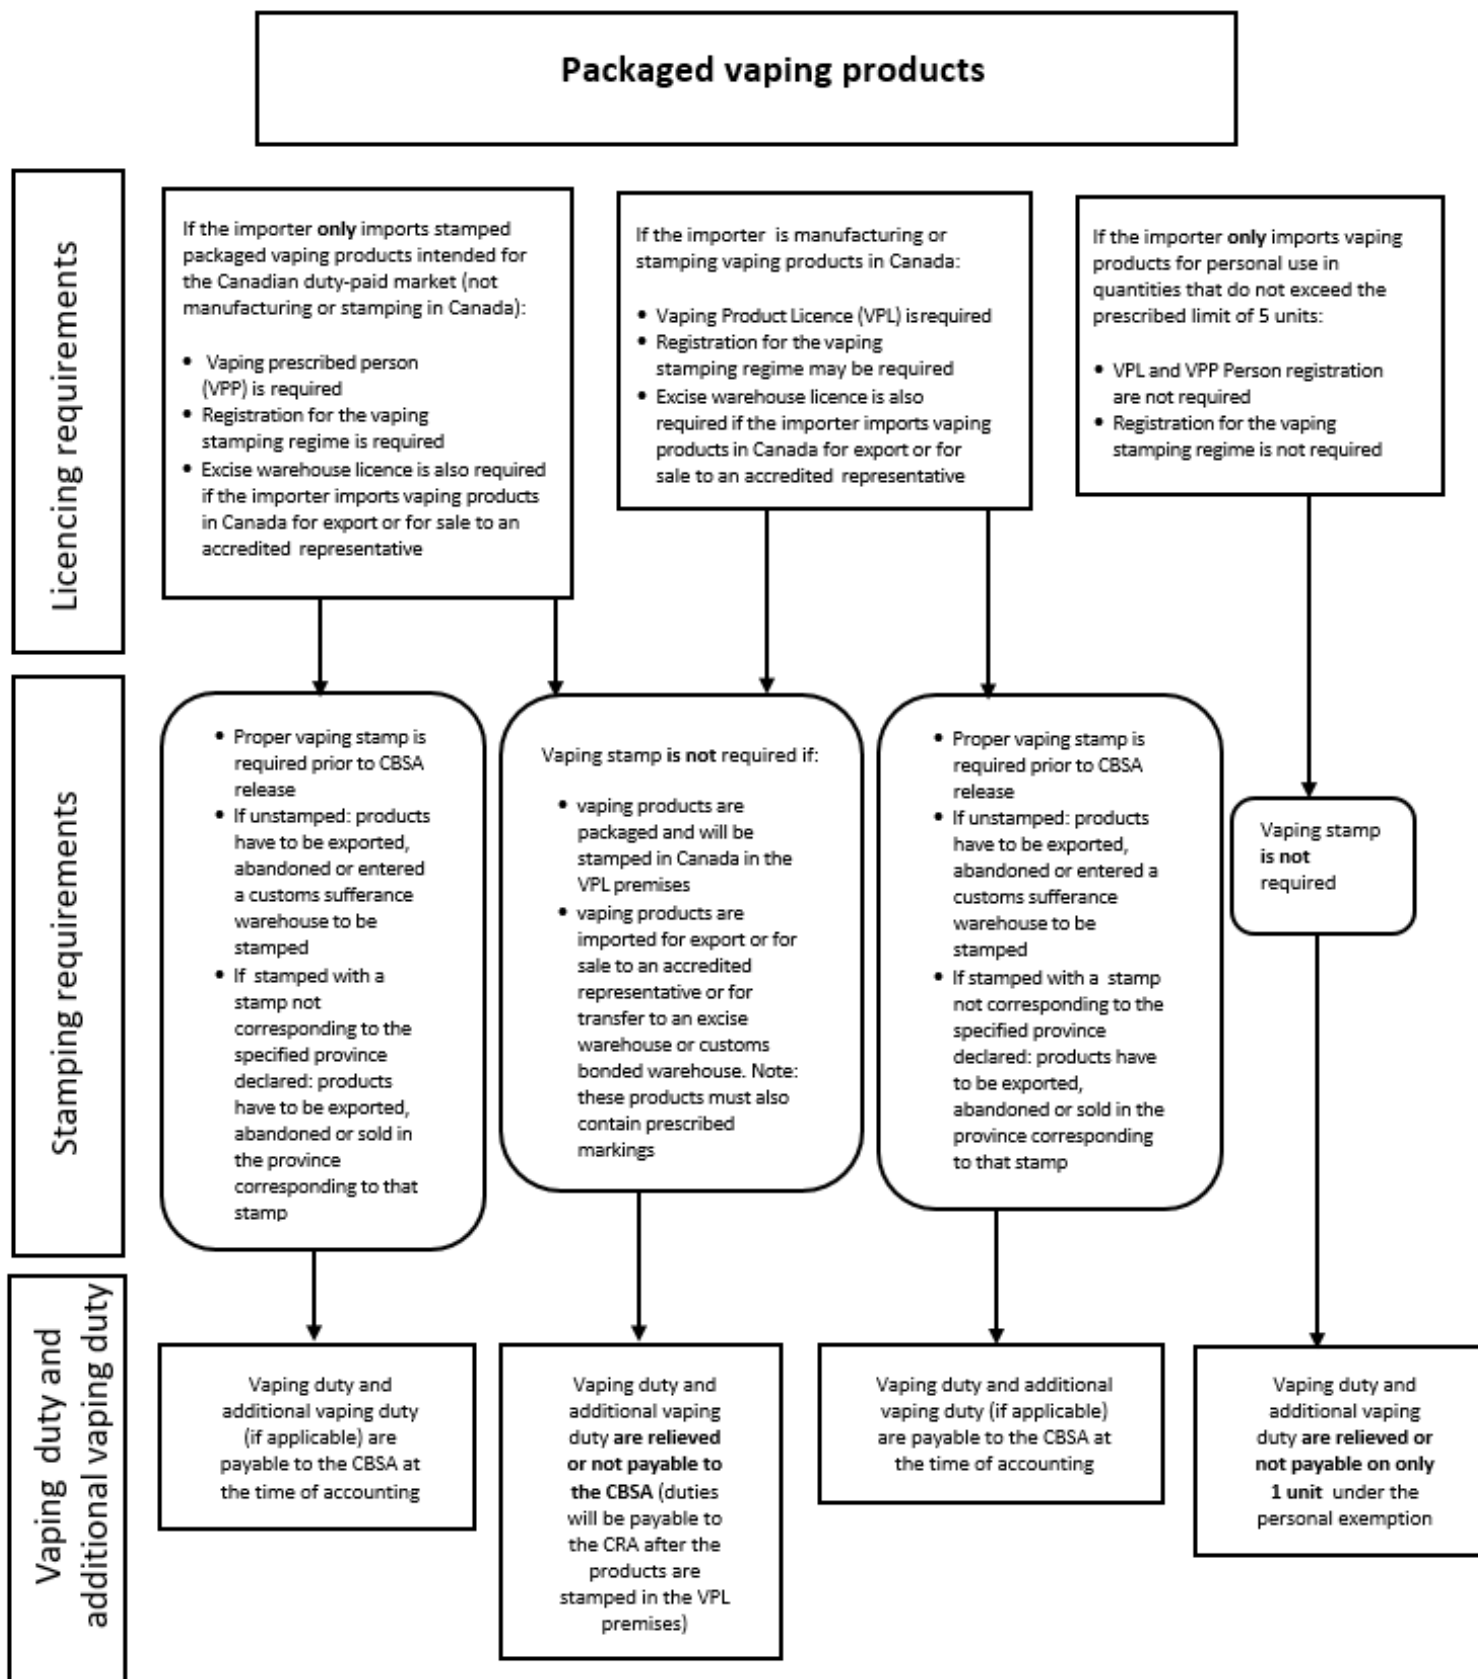 Packaged vaping products
Licencing requirements
If the importer only imports stamped
packaged vaping products intended for
the Canadian duty-paid market (not
manufacturing or stamping in Canada):
• Vaping prescribed person
(VPP) is required
• Registration for the vaping
stamping regime is required
• Excise warehouse licence is also required
if the importer imports vaping products
in Canada for export or for sale to an
accredited representative
If the importer is manufacturing or
stamping vaping products in Canada:
• Vaping Product Licence (VPL) is required
• Registration for the vaping
stamping regime may be required
• Excise warehouse licence is also
required if the importer imports vaping
products in Canada for export or for
sale to an accredited representative
If the importer only imports vaping
products for personal use in
quantities that do not exceed the
prescribed limit of 5 units:
• VPL and VPP Person registration
are not required
• Registration for the vaping
stamping regime is not required
Stamping requirements
• Proper vaping stamp is
required prior to CBSA
release
• If unstamped: products
have to be exported,
abandoned or entered
a customs sufferance
warehouse to be
stamped
• If stamped with a
stamp not
corresponding to the
specified province
declared: products
have to be exported,
abandoned or sold in
the province
corresponding to that
stamp
Vaping stamp is not required if:
• vaping products are
packaged and will be
stamped in Canada in the
VPL premises
• vaping products are
imported for export or for
sale to an accredited
representative or for
transfer to an excise
warehouse or customs
bonded warehouse. Note:
these products must also
contain prescribed
markings
• Proper vaping stamp is
required prior to CBSA
release
• If unstamped: products
have to be exported,
abandoned or entered a
customs sufferance
warehouse to be
stamped
• If stamped with a stamp
not corresponding to the
specified province
declared: products have
to be exported,
abandoned or sold in the
province corresponding
to that stamp
Vaping stamp
is not
required
Vaping duty and
additional vaping duty
Vaping duty and
additional vaping duty
(if applicable) are
payable to the CBSA at
the time of accounting
Vaping duty and
additional vaping
duty are relieved
or not payable to
the CBSA (duties
will be payable to
the CRA after the
products are
stamped in the VPL
premises)
Vaping duty and additional
vaping duty (if applicable)
are payable to the CBSA at
the time of accounting
Vaping duty and
additional vaping
duty are relieved or
not payable on only
1 unit under the
personal exemption